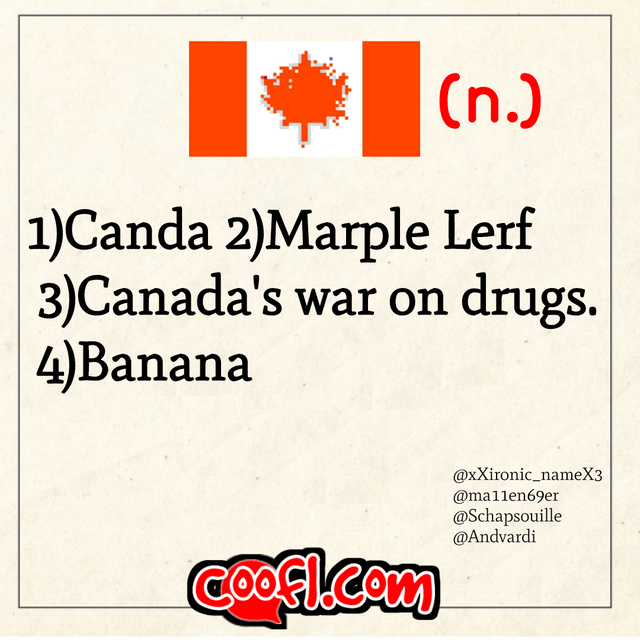 (n.)
1)Canda 2)Marple Lerf
3)Canada's war on drugs.
4)Banana
@xXironic_nameX3
@ma11en69er
@Schapsouille
@Andvardi
coofl.com